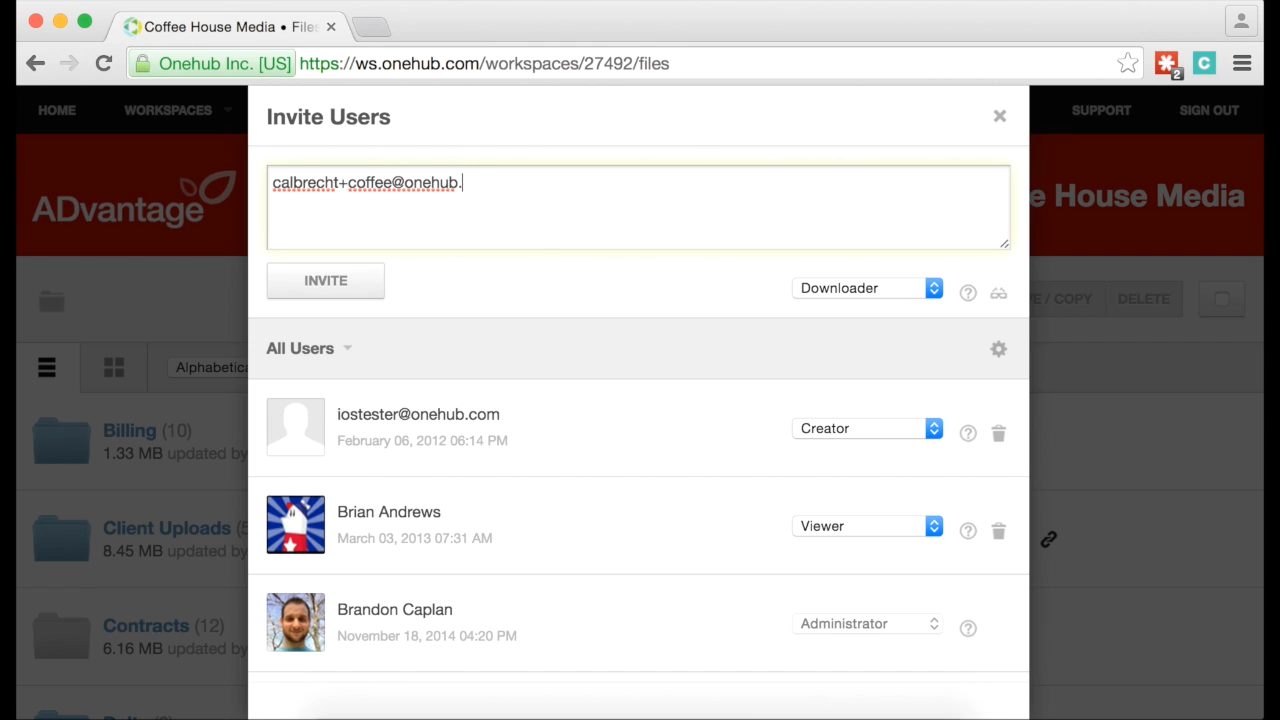 Coffee House Media • File
Onehub Inc. [US] https://ws.onehub.com/workspaces/27492/files
2
C
HOME WORKSPACES SUPPORT SIGN OUT
Invite Users
ADvantage
e House Media
calbrecht+coffee@onehub.
INVITE
Downloader
?
/ COPY DELETE
All Users
Alphabetica
iostester@onehub.com
February 06, 2012 06:14 PM
Creator
?
Billing (10)
1.33 MB updated by
Brian Andrews
March 03, 2013 07:31 AM
Viewer
?
Client Uploads (
8.45 MB updated by
Brandon Caplan
November 18, 2014 04:20 PM
Administrator
?
Contracts (12)
6.16 MB updated by